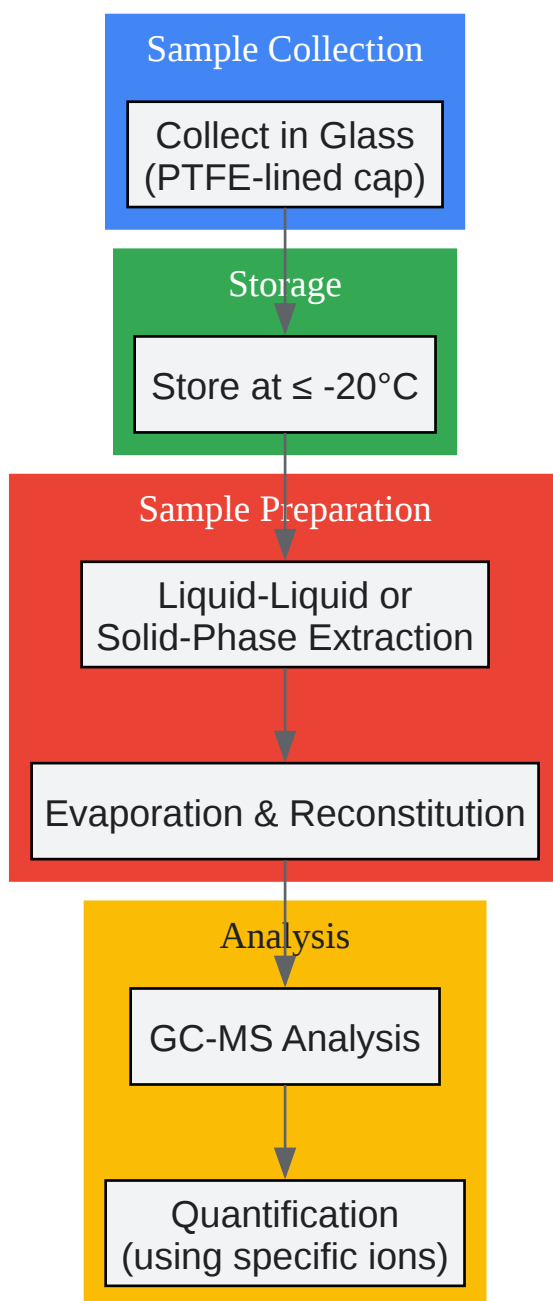 Sample Collection
Collect in Glass
(PTFE-lined cap)
Storage
Store at ≤ -20°C
Sample Preparation
Liquid-Liquid or
Solid-Phase Extraction
Evaporation & Reconstitution
Analysis
GC-MS Analysis
Quantification
(using specific ions)